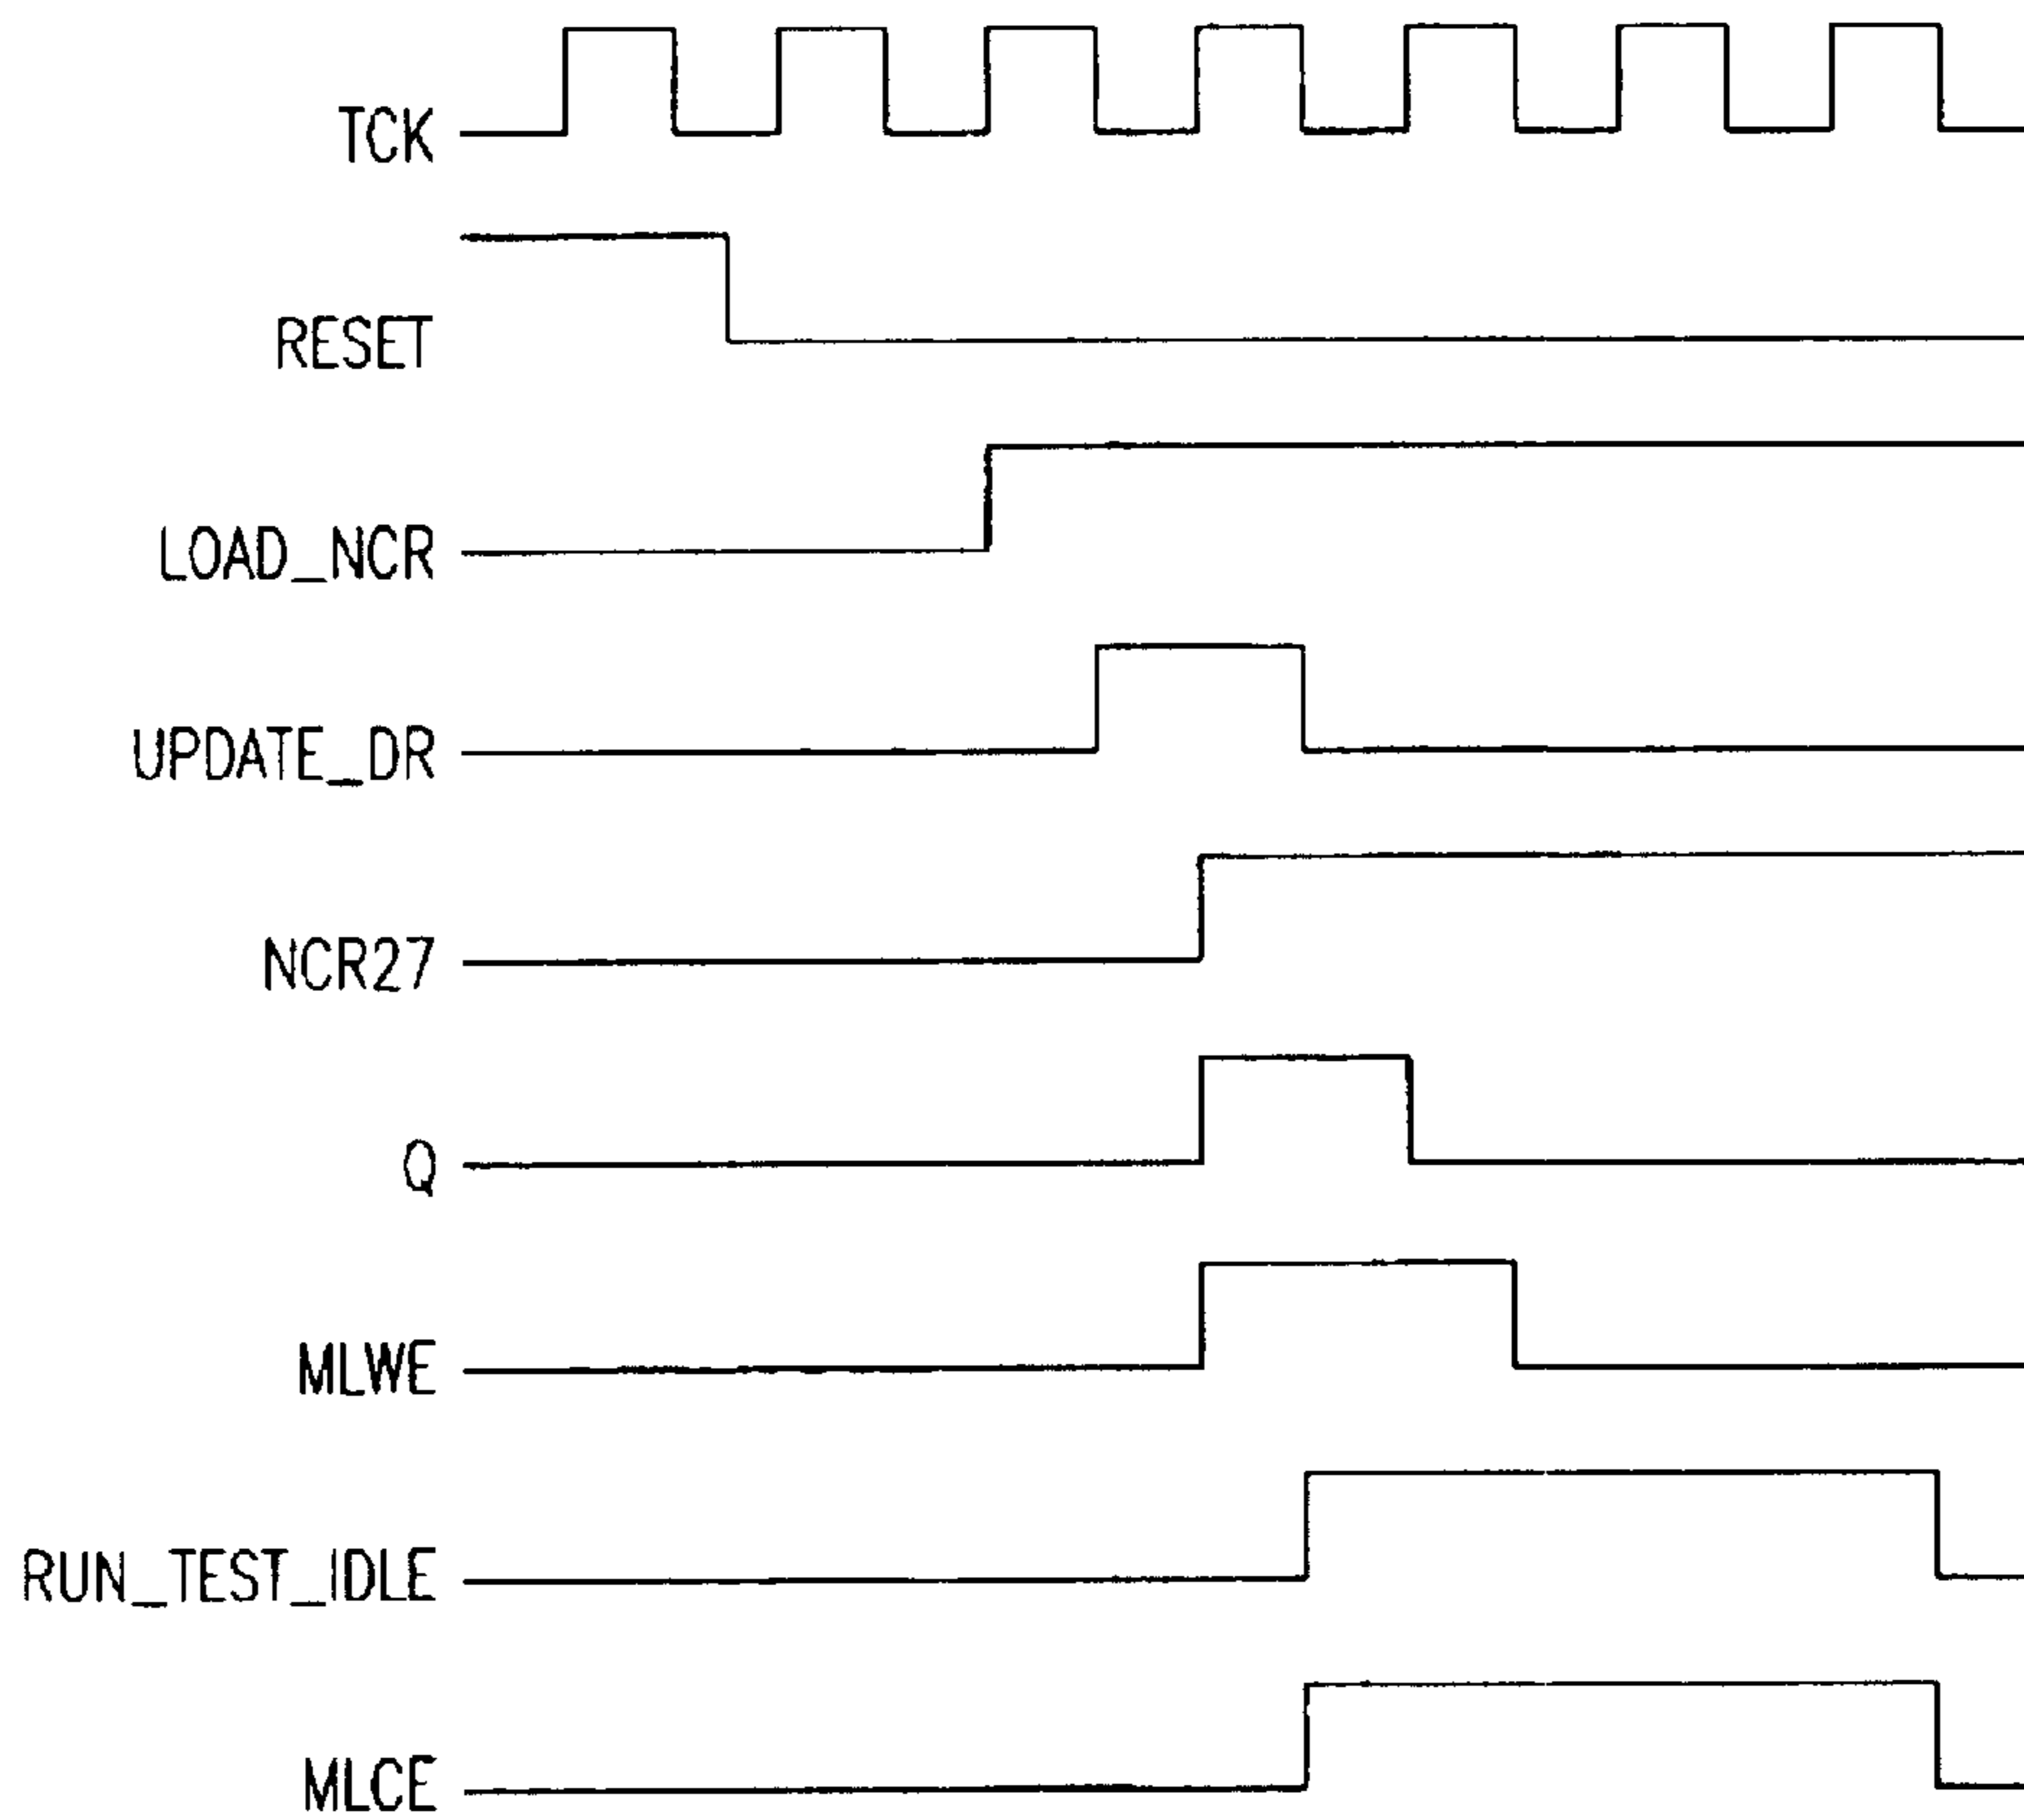 TCK
RESET
LOAD_NCR
UPDATE_DR
NCR27
Q
MLWE
RUN_TEST_IDLE
MLCE